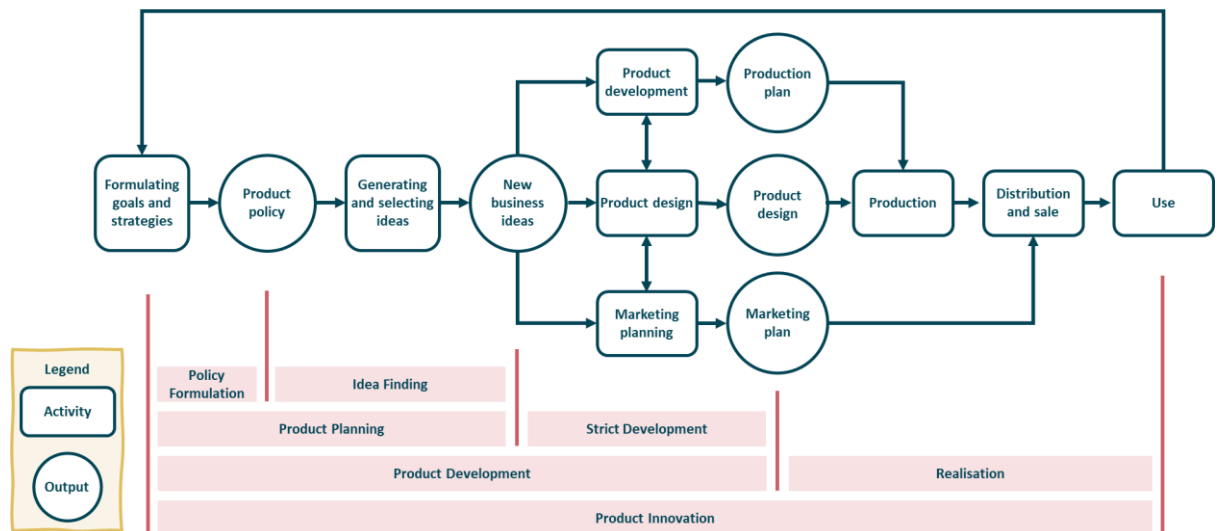 Product
development
Production
plan
Formulating
goals and
strategies
Product
policy
Generating
and selecting
ideas
New
business
ideas
Product design
Product
design
Production
Distribution
and sale
Use
Marketing
planning
Marketing
plan
Legend
Activity
Output
Policy
Formulation
Idea Finding
Product Planning
Strict Development
Product Development
Realisation
Product Innovation